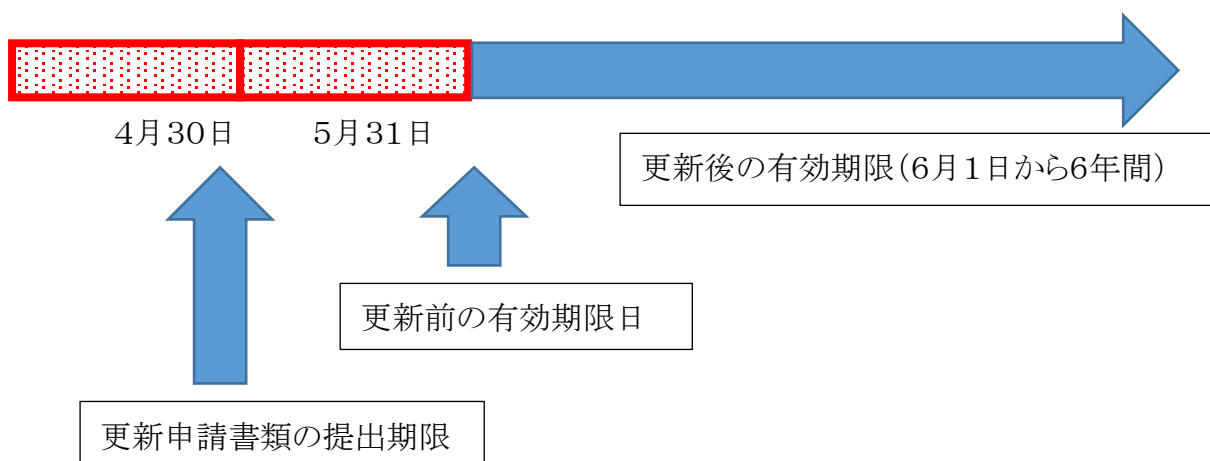 ４月３０日
５月３１日
更新後の有効期限（６月１日から６年間）
更新前の有効期限日
更新申請書類の提出期限